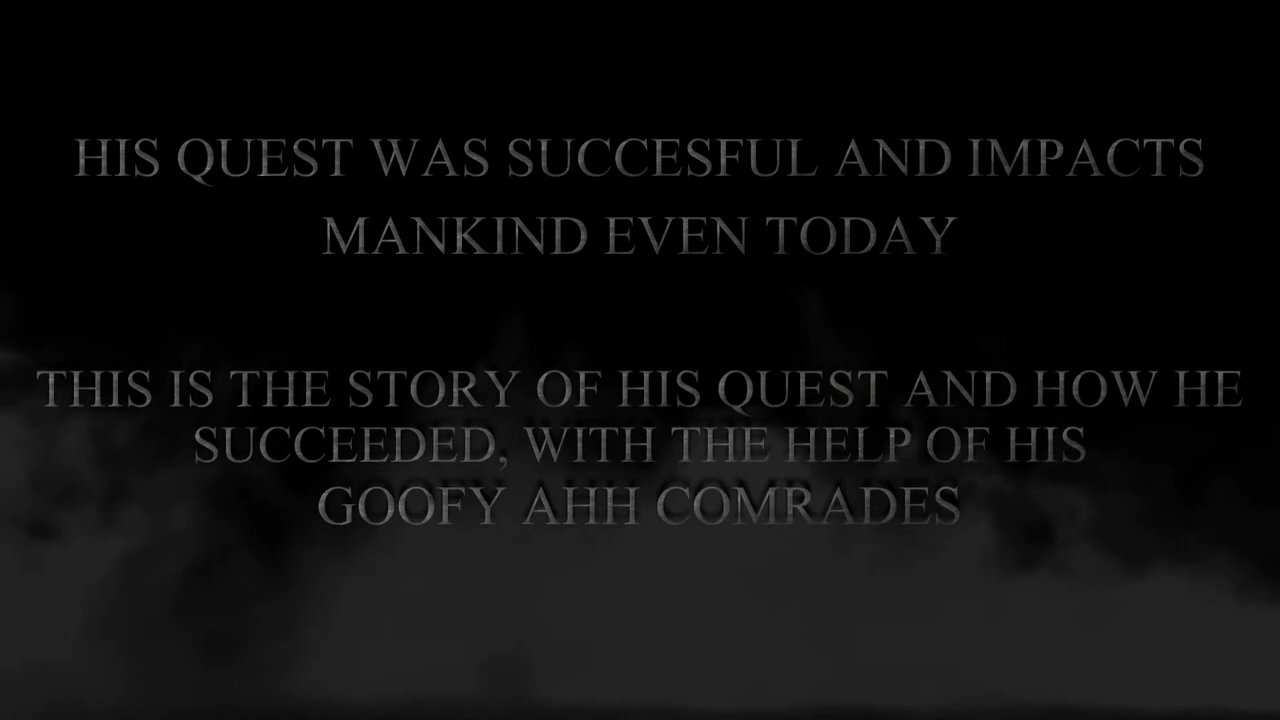 HIS QUEST WAS SUCCESFUL AND IMPACTS
MANKIND EVEN TODAY
THIS IS THE STORY OF HIS QUEST AND HOW HE
SUCCEEDED, WITH THE HELP OF HIS
GOOFY AHH COMRADES